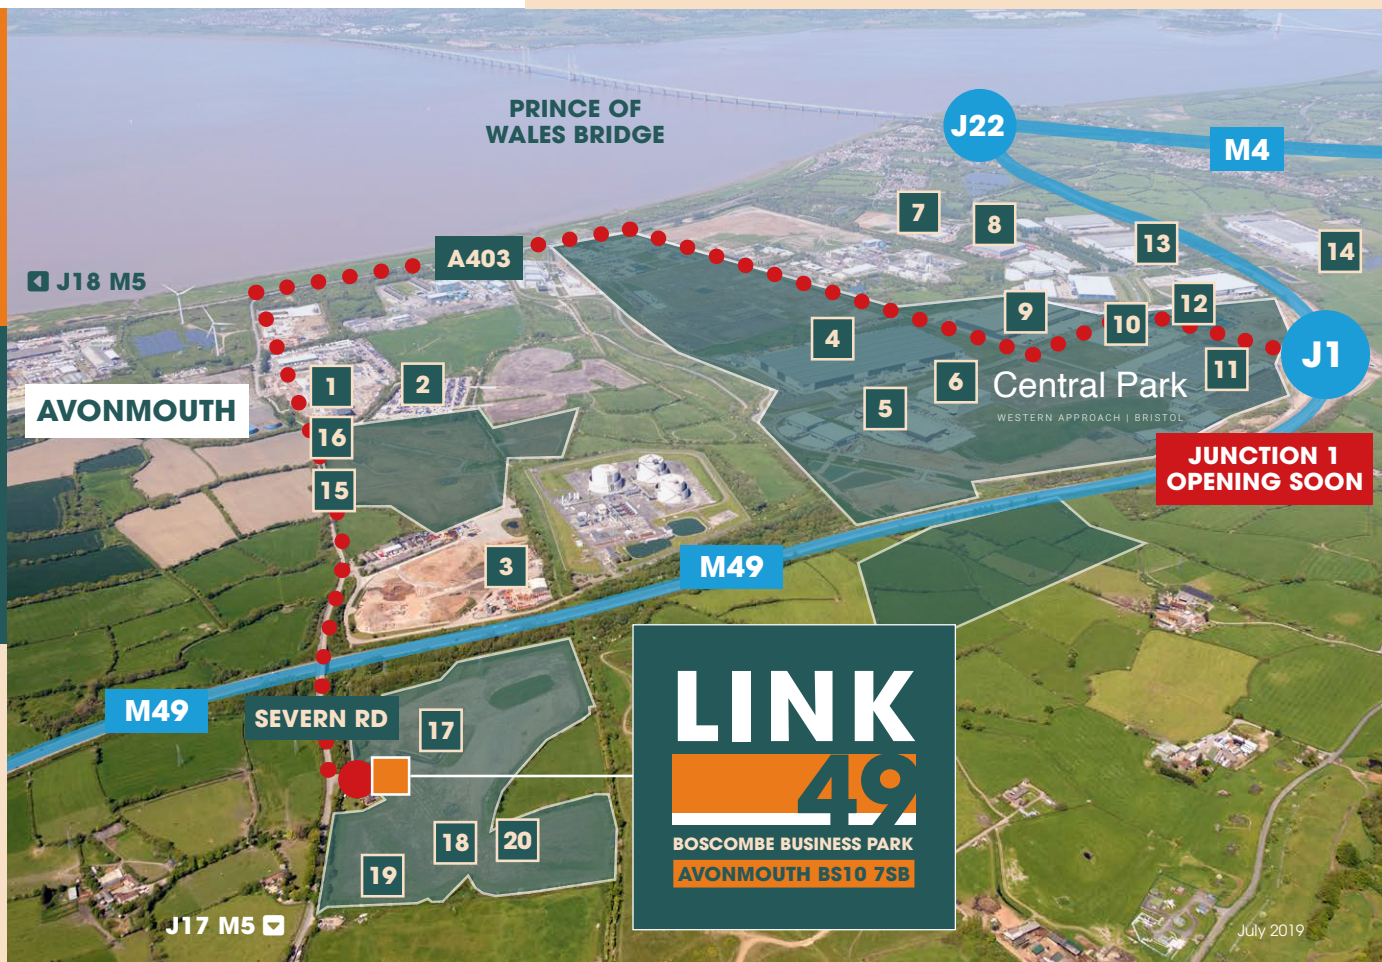 PRINCE OF
WALES BRIDGE
J22
M4
7
8
13
14
A403
J18 M5
9
10
12
4
J1
11
1
2
6
Central Park
WESTERN APPROACH | BRISTOL
5
AVONMOUTH
16
15
JUNCTION 1
OPENING SOON
3
M49
M49
SEVERN RD
17
LINK
49
BOSCOMBE BUSINESS PARK
AVONMOUTH BS10 7SB
18
20
19
J17 M5
July 2019